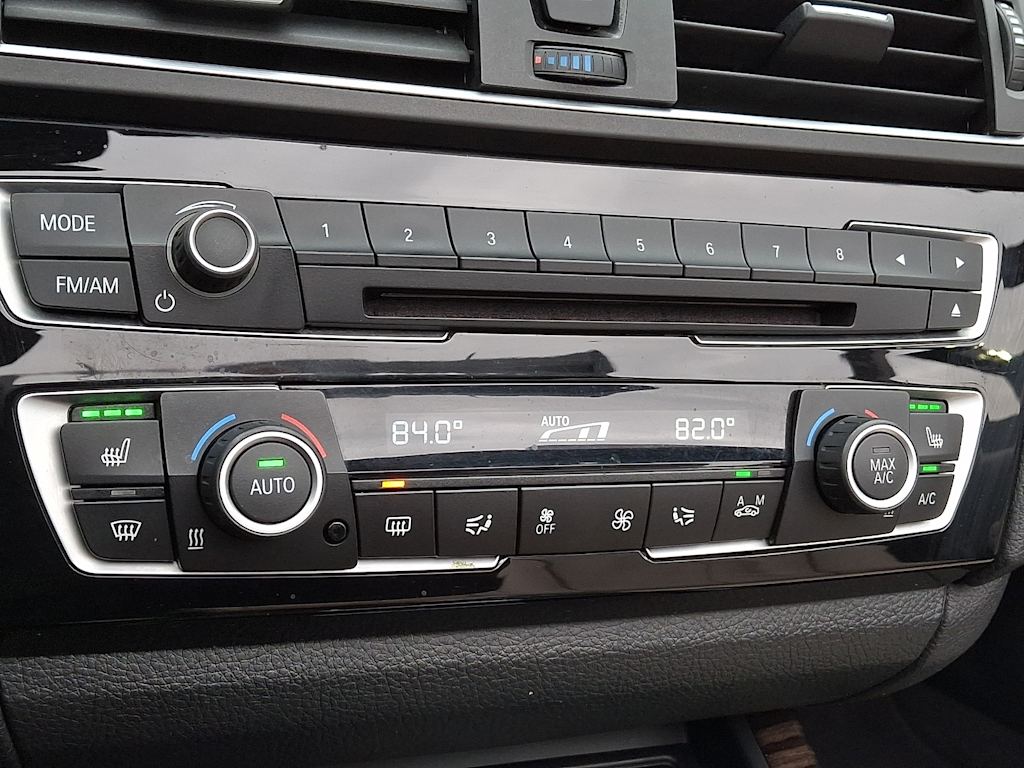 MODE
1 2 3 4 5 6 7 8
FM/AM
84.0° AUTO 82.0°
AUTO
MAX
A/C
A/C
OFF
A M